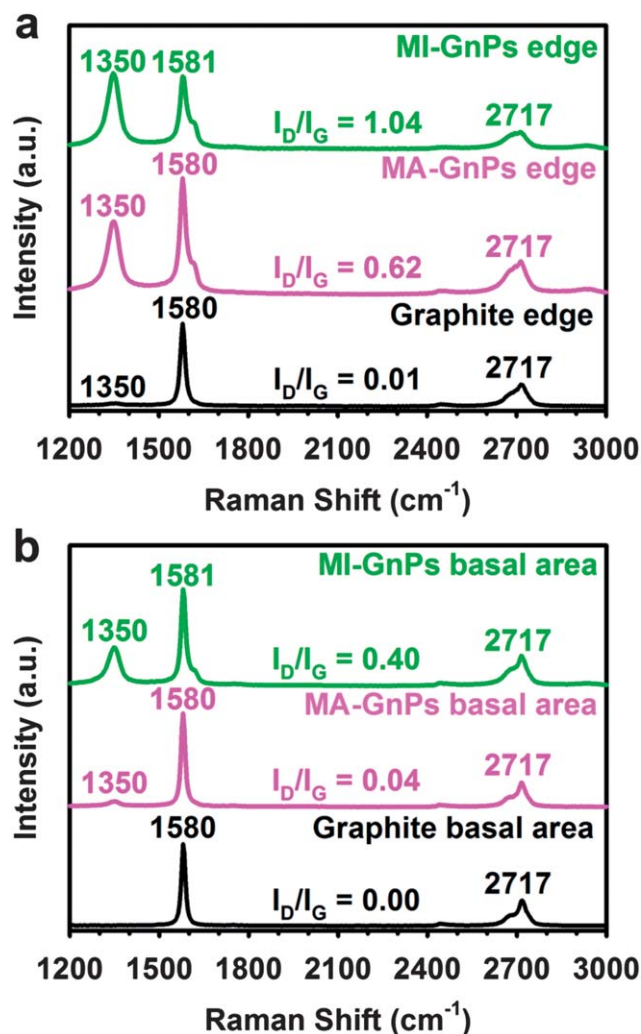 a
MI-GnPs edge
1350 1581
I_D/I_G = 1.04
2717
MA-GnPs edge
1350 1580
I_D/I_G = 0.62
2717
Graphite edge
1350 1580
I_D/I_G = 0.01
2717
Intensity (a.u.)
1200 1500 1800 2100 2400 2700 3000
Raman Shift (cm⁻¹)
b
MI-GnPs basal area
1350 1581
I_D/I_G = 0.40
2717
MA-GnPs basal area
1350 1580
I_D/I_G = 0.04
2717
Graphite basal area
1580
I_D/I_G = 0.00
2717
Intensity (a.u.)
1200 1500 1800 2100 2400 2700 3000
Raman Shift (cm⁻¹)